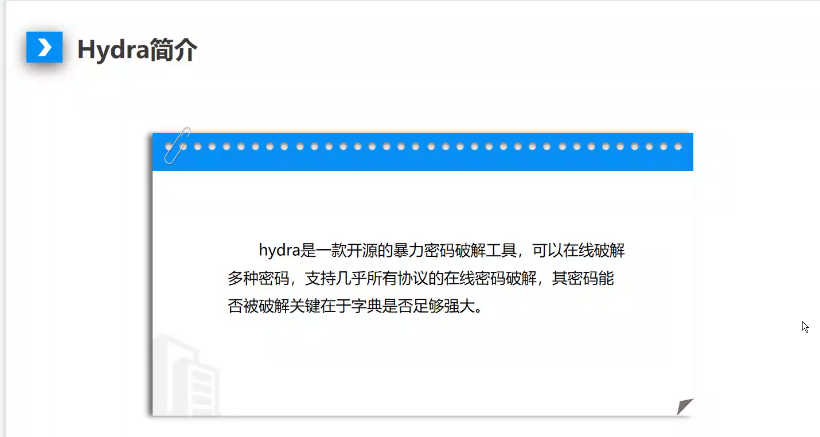 Hydra简介
hydra是一款开源的暴力密码破解工具，可以在线破解
多种密码，支持几乎所有协议的在线密码破解，其密码能
否被破解关键在于字典是否足够强大。